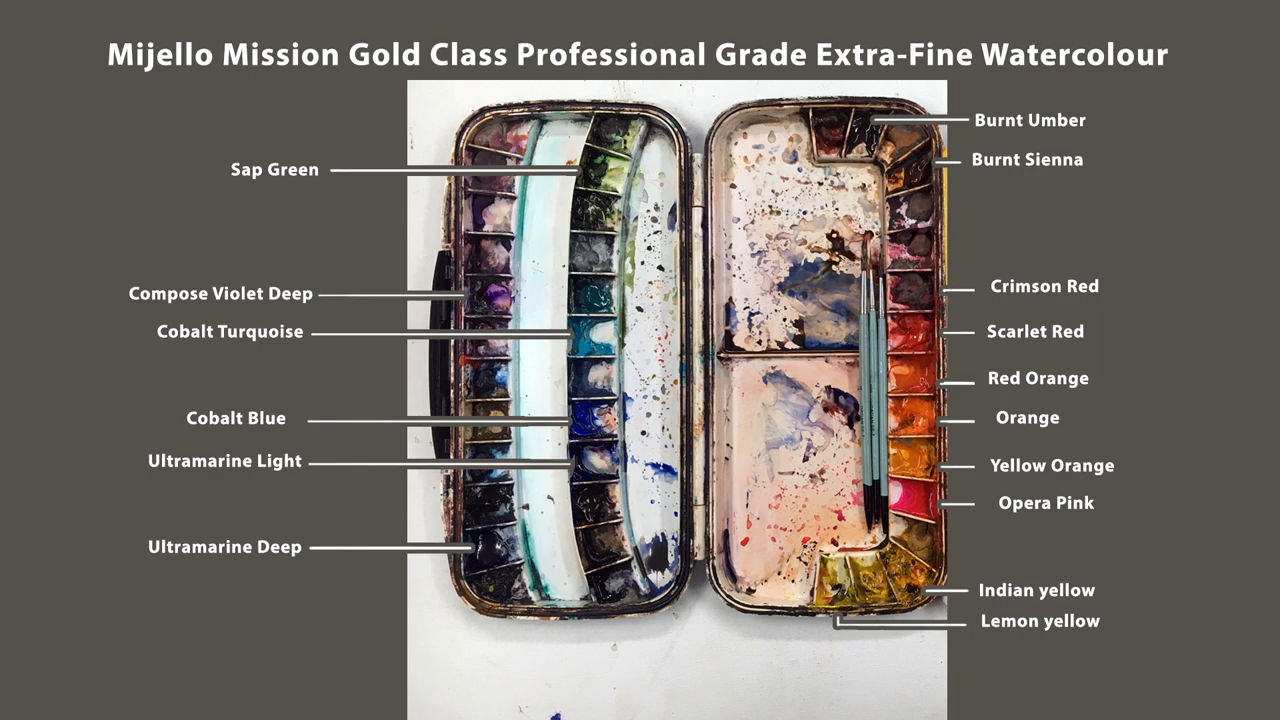 Mijello Mission Gold Class Professional Grade Extra-Fine Watercolour
Sap Green
Compose Violet Deep
Cobalt Turquoise
Cobalt Blue
Ultramarine Light
Ultramarine Deep
Burnt Umber
Burnt Sienna
Crimson Red
Scarlet Red
Red Orange
Orange
Yellow Orange
Opera Pink
Indian yellow
Lemon yellow